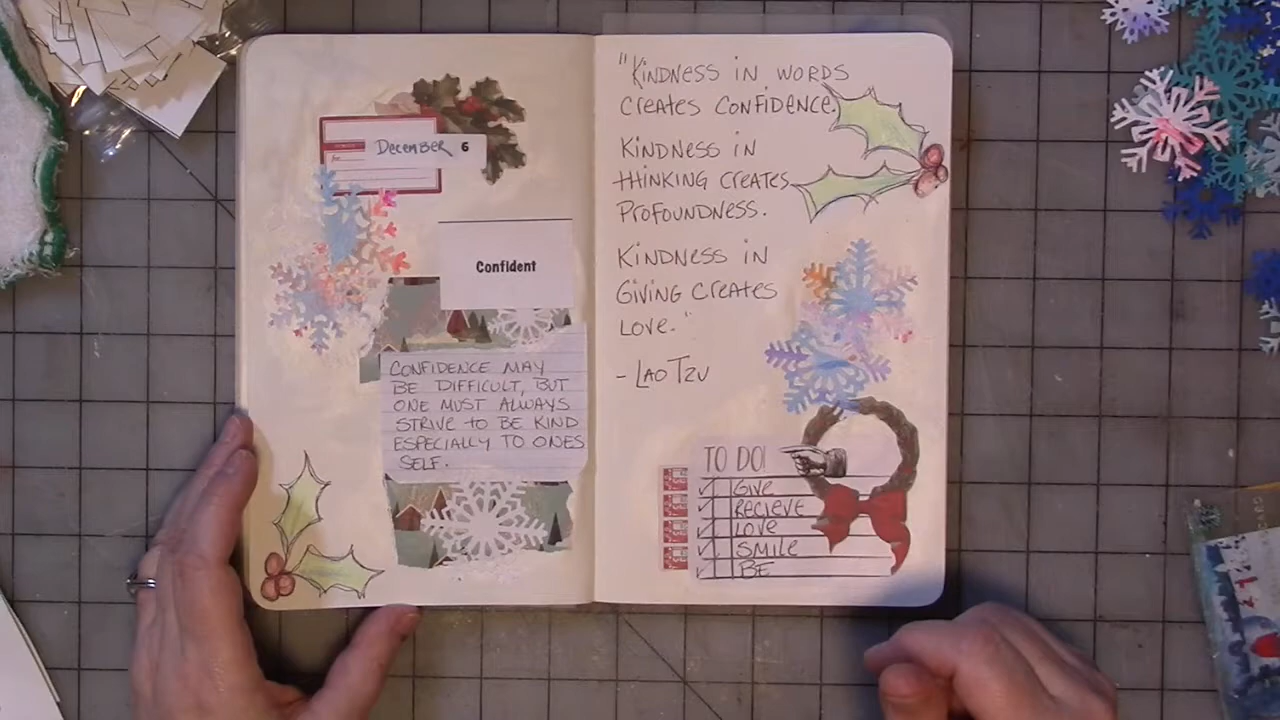 December 6
Confident
CONFIDENCE MAY
BE DIFFICULT, BUT
ONE MUST ALWAYS
STRIVE TO BE KIND
ESPECIALLY TO ONES
SELF.
"KINDNESS IN WORDS
CREATES CONFIDENCE,
KINDNESS IN
THINKING CREATES
PROFOUNDNESS.
KINDNESS IN
GIVING CREATES
LOVE."
- LAO TZU
TO DO!
GIVE
RECIEVE
LOVE
SMILE
BE